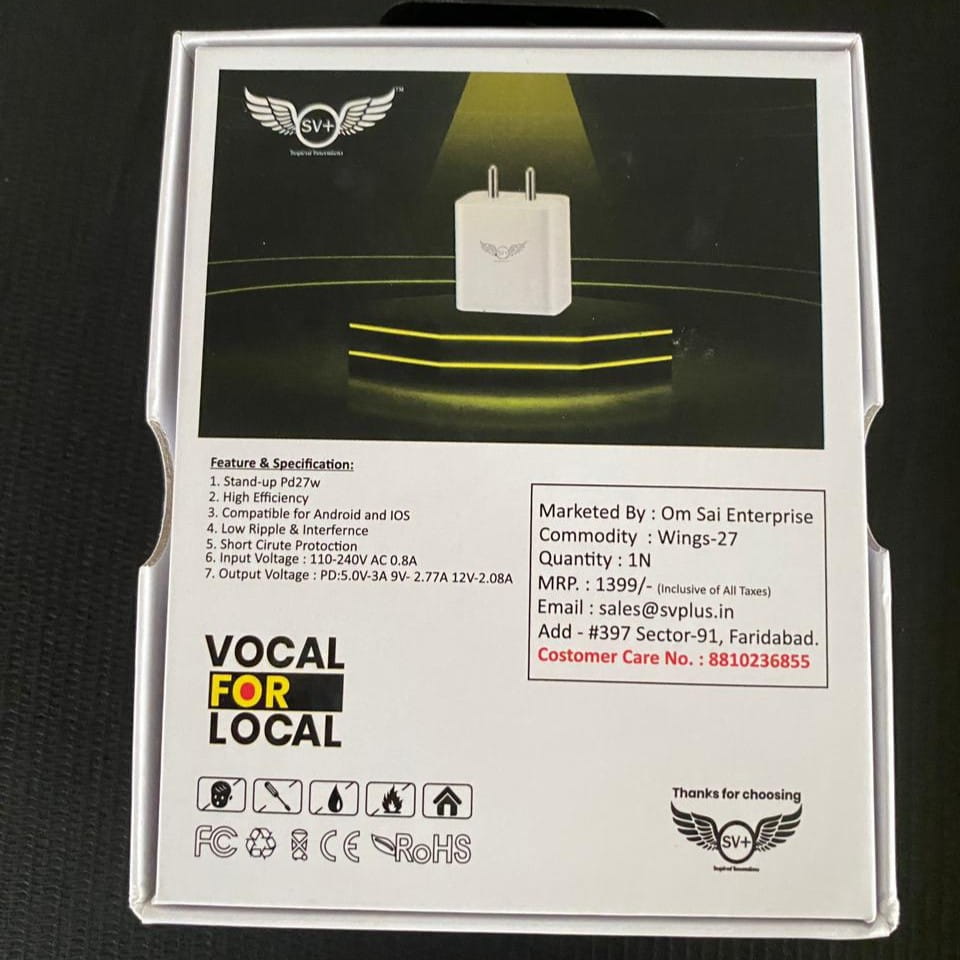 SV+
TM
SV+
Feature & Specification:
1. Stand-up Pd27w
2. High Efficiency
3. Compatible for Android and IOS
4. Low Ripple & Interfernce
5. Short Cirute Protoction
6. Input Voltage : 110-240V AC 0.8A
7. Output Voltage : PD:5.0V-3A 9V- 2.77A 12V-2.08A
Marketed By : Om Sai Enterprise
Commodity : Wings-27
Quantity : 1N
MRP. : 1399/- (Inclusive of All Taxes)
Email : sales@svplus.in
Add - #397 Sector-91, Faridabad.
Costomer Care No. : 8810236855
VOCAL
FOR
LOCAL
FC CE RoHS
Thanks for choosing
SV+